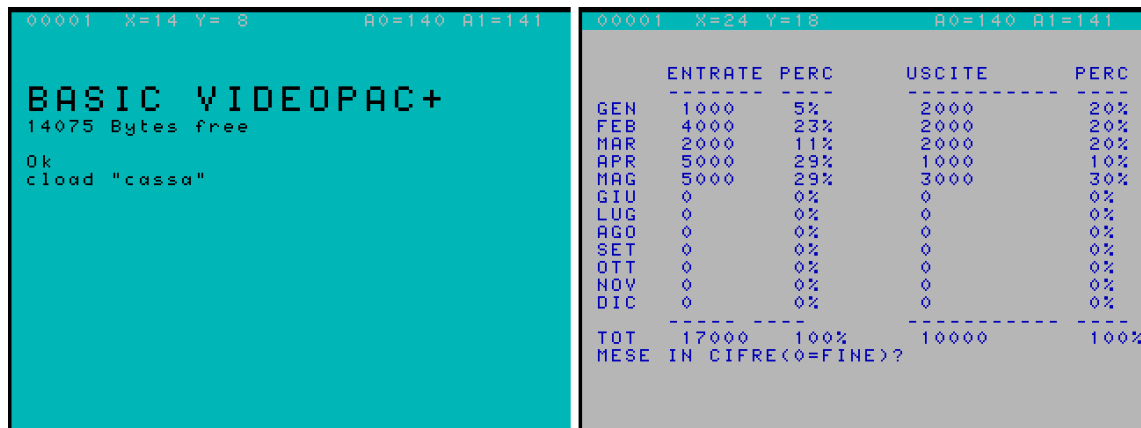 00001 X=14 Y= 8 A0=140 A1=141
BASIC VIDEOPAC+
14075 Bytes free
Ok
cload "cassa"
00001 X=24 Y=18 A0=140 A1=141
ENTRATE PERC USCITE PERC
------- ---- ----------- ----
GEN 1000 5% 2000 20%
FEB 4000 23% 2000 20%
MAR 2000 11% 2000 20%
APR 5000 29% 1000 10%
MAG 5000 29% 3000 30%
GIU 0 0% 0 0%
LUG 0 0% 0 0%
AGO 0 0% 0 0%
SET 0 0% 0 0%
OTT 0 0% 0 0%
NOV 0 0% 0 0%
DIC 0 0% 0 0%
----- ---- ----------- ----
TOT 17000 100% 10000 100%
MESE IN CIFRE(0=FINE)?